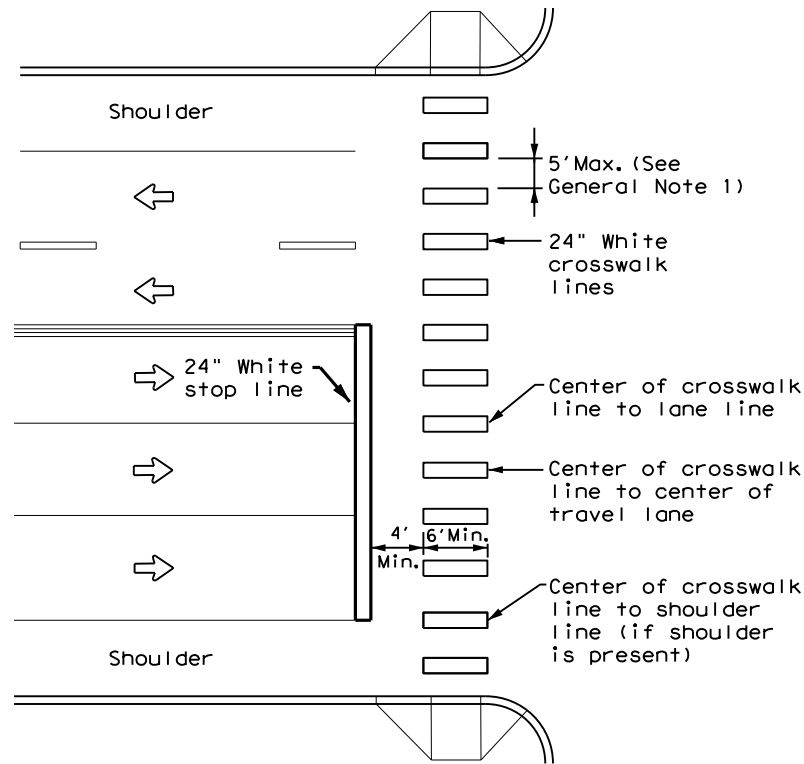 Shoulder
5'Max.(See
General Note 1)
24" White
crosswalk
lines
24" White
stop line
Center of crosswalk
line to lane line
Center of crosswalk
line to center of
travel lane
4'
Min.
6'Min.
Center of crosswalk
line to shoulder
line (if shoulder
is present)
Shoulder